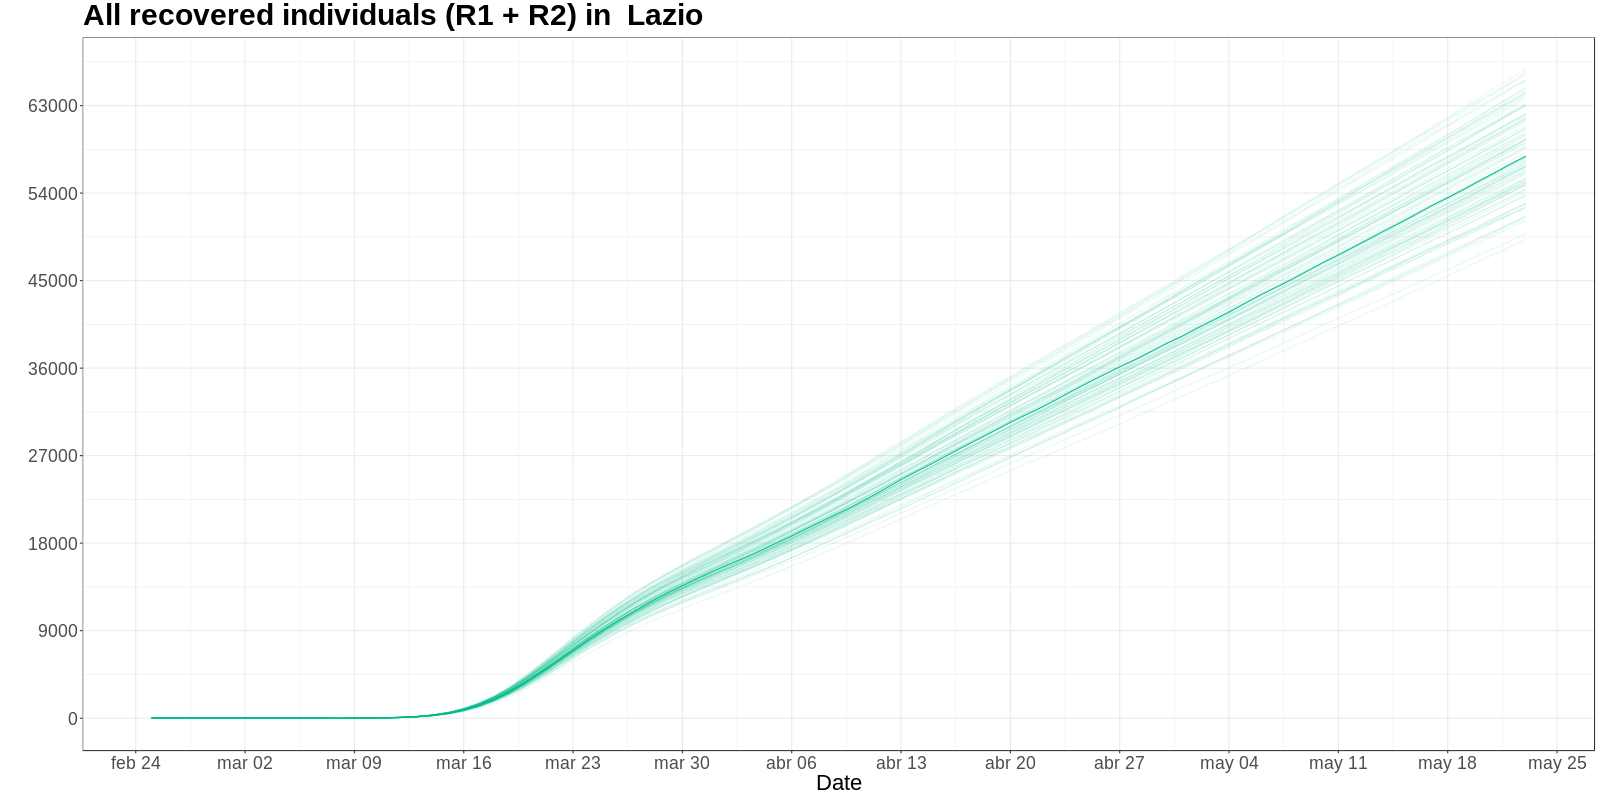 All recovered individuals (R1 + R2) in  Lazio
63000
54000
45000
36000
27000
18000
9000
0
feb 24 mar 02 mar 09 mar 16 mar 23 mar 30 abr 06 abr 13 abr 20 abr 27 may 04 may 11 may 18 may 25
Date